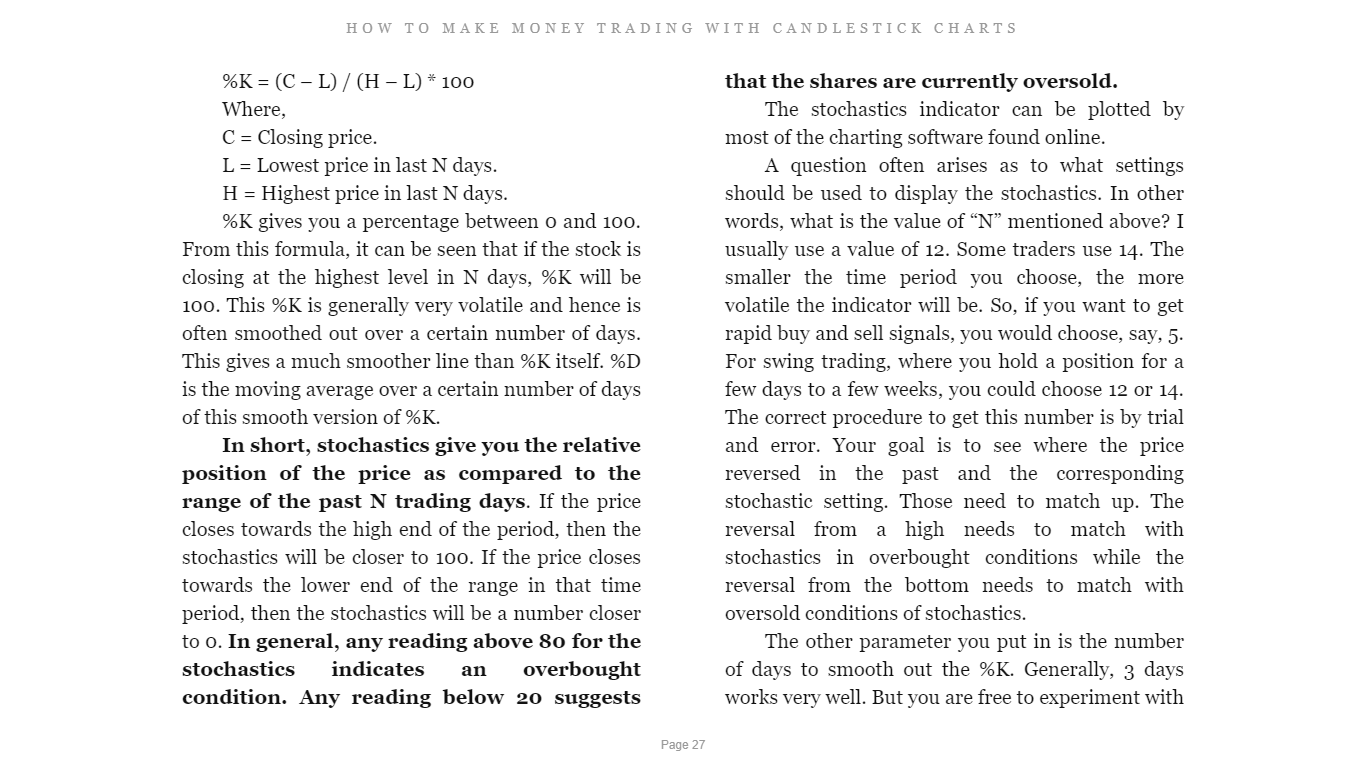 HOW TO MAKE MONEY TRADING WITH CANDLESTICK CHARTS
%K = (C – L) / (H – L) * 100
Where,
C = Closing price.
L = Lowest price in last N days.
H = Highest price in last N days.
%K gives you a percentage between 0 and 100.
From this formula, it can be seen that if the stock is
closing at the highest level in N days, %K will be
100. This %K is generally very volatile and hence is
often smoothed out over a certain number of days.
This gives a much smoother line than %K itself. %D
is the moving average over a certain number of days
of this smooth version of %K.
In short, stochastics give you the relative
position of the price as compared to the
range of the past N trading days. If the price
closes towards the high end of the period, then the
stochastics will be closer to 100. If the price closes
towards the lower end of the range in that time
period, then the stochastics will be a number closer
to 0. In general, any reading above 80 for the
stochastics indicates an overbought
condition. Any reading below 20 suggests
that the shares are currently oversold.
The stochastics indicator can be plotted by
most of the charting software found online.
A question often arises as to what settings
should be used to display the stochastics. In other
words, what is the value of “N” mentioned above? I
usually use a value of 12. Some traders use 14. The
smaller the time period you choose, the more
volatile the indicator will be. So, if you want to get
rapid buy and sell signals, you would choose, say, 5.
For swing trading, where you hold a position for a
few days to a few weeks, you could choose 12 or 14.
The correct procedure to get this number is by trial
and error. Your goal is to see where the price
reversed in the past and the corresponding
stochastic setting. Those need to match up. The
reversal from a high needs to match with
stochastics in overbought conditions while the
reversal from the bottom needs to match with
oversold conditions of stochastics.
The other parameter you put in is the number
of days to smooth out the %K. Generally, 3 days
works very well. But you are free to experiment with
Page 27